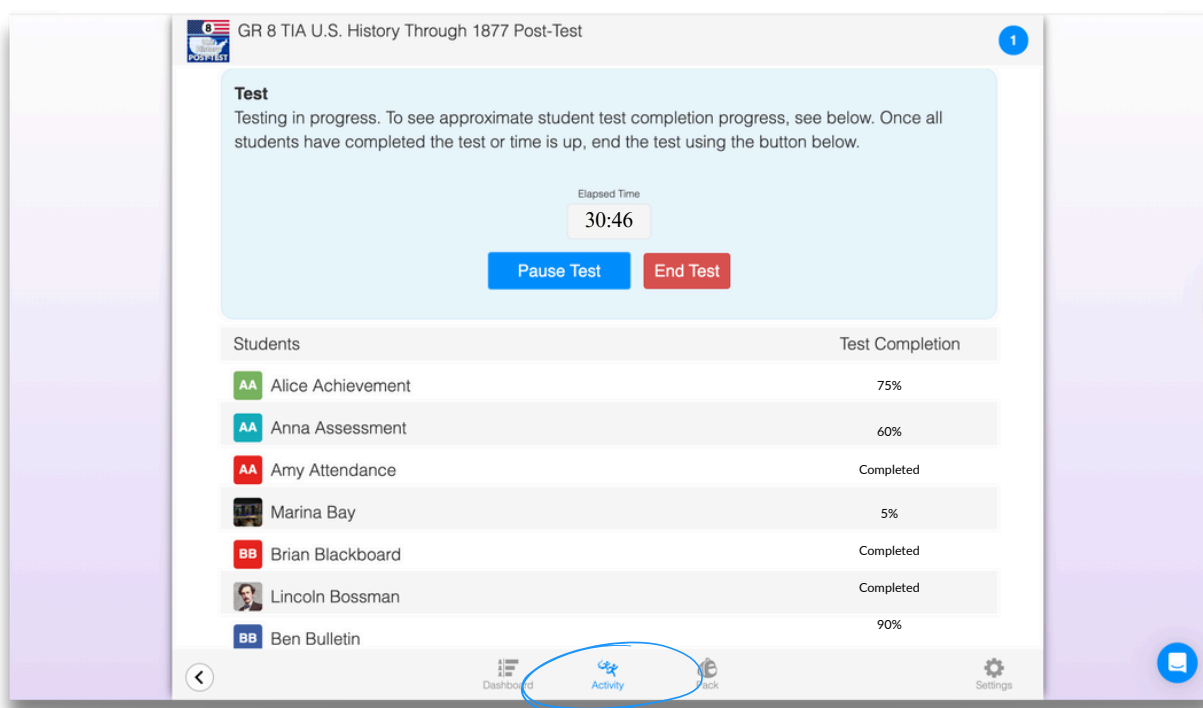 8
POST-TEST
GR 8 TIA U.S. History Through 1877 Post-Test
1
Test
Testing in progress. To see approximate student test completion progress, see below. Once all
students have completed the test or time is up, end the test using the button below.
Elapsed Time
30:46
Pause Test
End Test
Students
Test Completion
AA
Alice Achievement
75%
AA
Anna Assessment
60%
AA
Amy Attendance
Completed
Marina Bay
5%
BB
Brian Blackboard
Completed
Lincoln Bossman
Completed
BB
Ben Bulletin
90%
Dashboard
Activity
Pack
Settings